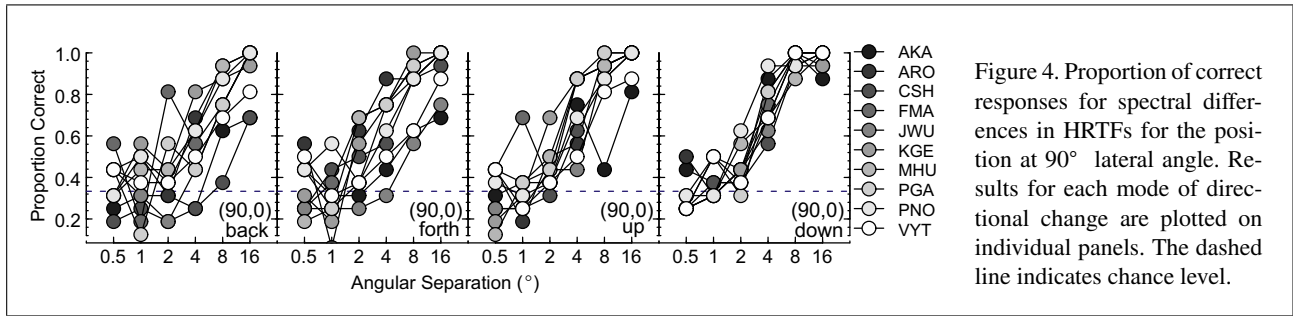 Proportion Correct
1.0
0.8
0.6
0.4
0.2
(90,0)
back
(90,0)
forth
(90,0)
up
(90,0)
down
0.5 1 2 4 8 16
0.5 1 2 4 8 16
0.5 1 2 4 8 16
0.5 1 2 4 8 16
Angular Separation (°)
AKA
ARO
CSH
FMA
JWU
KGE
MHU
PGA
PNO
VYT
Figure 4. Proportion of correct
responses for spectral differ-
ences in HRTFs for the posi-
tion at 90° lateral angle. Re-
sults for each mode of direc-
tional change are plotted on
individual panels. The dashed
line indicates chance level.